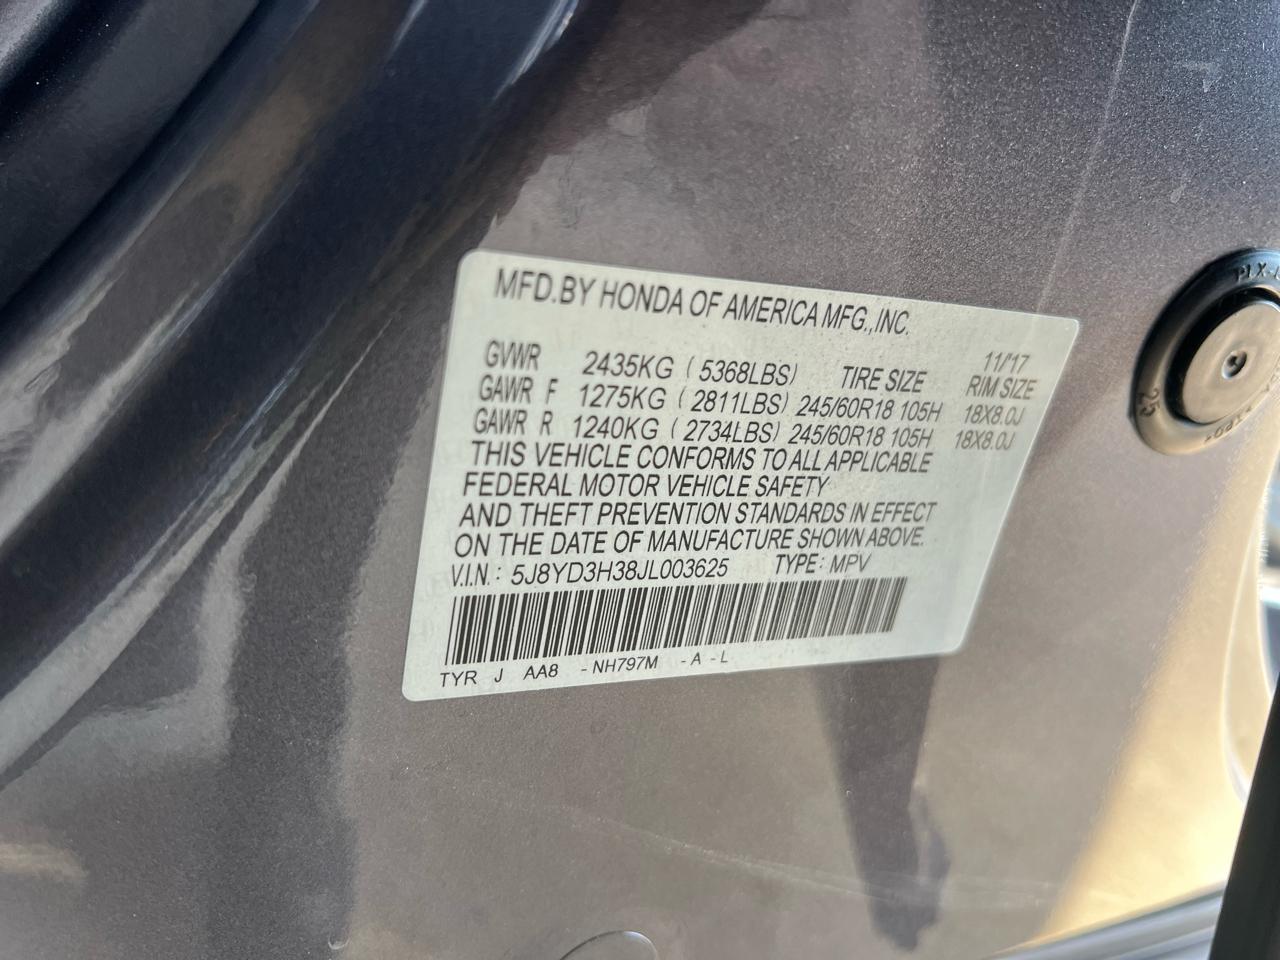 MFD.BY HONDA OF AMERICA MFG.,INC.
11/'17
GVWR 2435KG ( 5368LBS) TIRE SIZE RIM SIZE
GAWR F 1275KG ( 2811LBS) 245/60R18 105H 18X8.0J
GAWR R 1240KG ( 2734LBS) 245/60R18 105H 18X8.0J
THIS VEHICLE CONFORMS TO ALL APPLICABLE
FEDERAL MOTOR VEHICLE SAFETY
AND THEFT PREVENTION STANDARDS IN EFFECT
ON THE DATE OF MANUFACTURE SHOWN ABOVE.
V.I.N.: 5J8YD3H38JL003625 TYPE: MPV
TYR J AA8 -NH797M -A -L
25